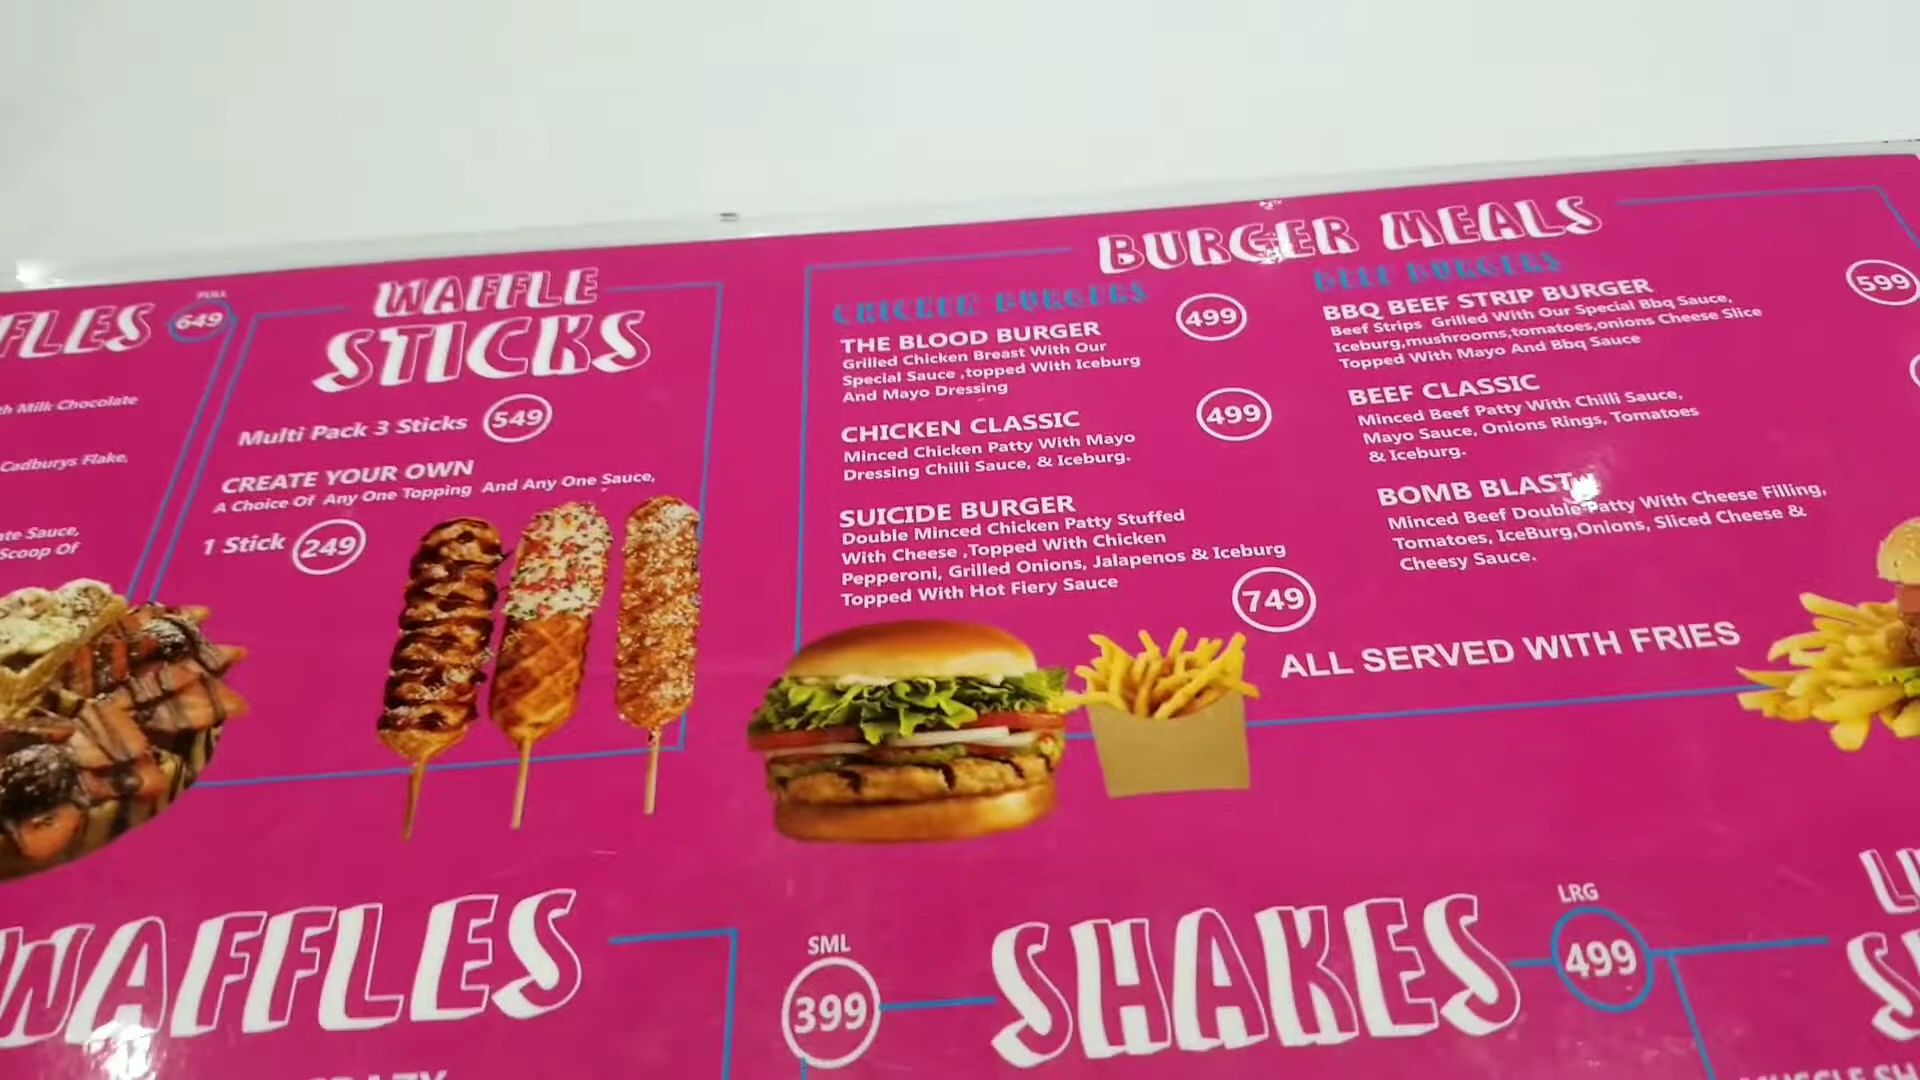 FLES
FULL
649
th Milk Chocolate
Cadburys Flake,
ate Sauce,
Scoop Of
WAFFLE
STICKS
Multi Pack 3 Sticks 549
CREATE YOUR OWN
A Choice Of Any One Topping And Any One Sauce,
1 Stick 249
BURGER MEALS
CHICKEN BURGERS
THE BLOOD BURGER 499
Grilled Chicken Breast With Our
Special Sauce ,topped With Iceburg
And Mayo Dressing
CHICKEN CLASSIC 499
Minced Chicken Patty With Mayo
Dressing Chilli Sauce, & Iceburg.
SUICIDE BURGER
Double Minced Chicken Patty Stuffed
With Cheese ,Topped With Chicken
Pepperoni, Grilled Onions, Jalapenos & Iceburg
Topped With Hot Fiery Sauce
749
BEEF BURGERS
BBQ BEEF STRIP BURGER 599
Beef Strips Grilled With Our Special Bbq Sauce,
Iceburg,mushrooms,tomatoes,onions Cheese Slice
Topped With Mayo And Bbq Sauce
BEEF CLASSIC
Minced Beef Patty With Chilli Sauce,
Mayo Sauce, Onions Rings, Tomatoes
& Iceburg.
BOMB BLAST
Minced Beef Double Patty With Cheese Filling,
Tomatoes, IceBurg,Onions, Sliced Cheese &
Cheesy Sauce.
ALL SERVED WITH FRIES
WAFFLES
SML
399
SHAKES
LRG
499